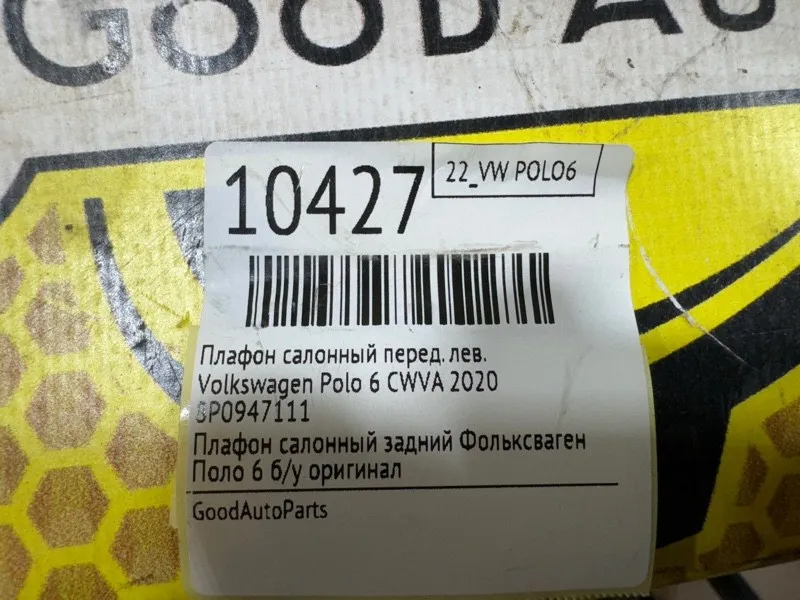 GOOD AU
10427
22_VW POLO6
Плафон салонный перед. лев.
Volkswagen Polo 6 CWVA 2020
8P0947111
Плафон салонный задний Фольксваген
Поло 6 б/у оригинал
GoodAutoParts